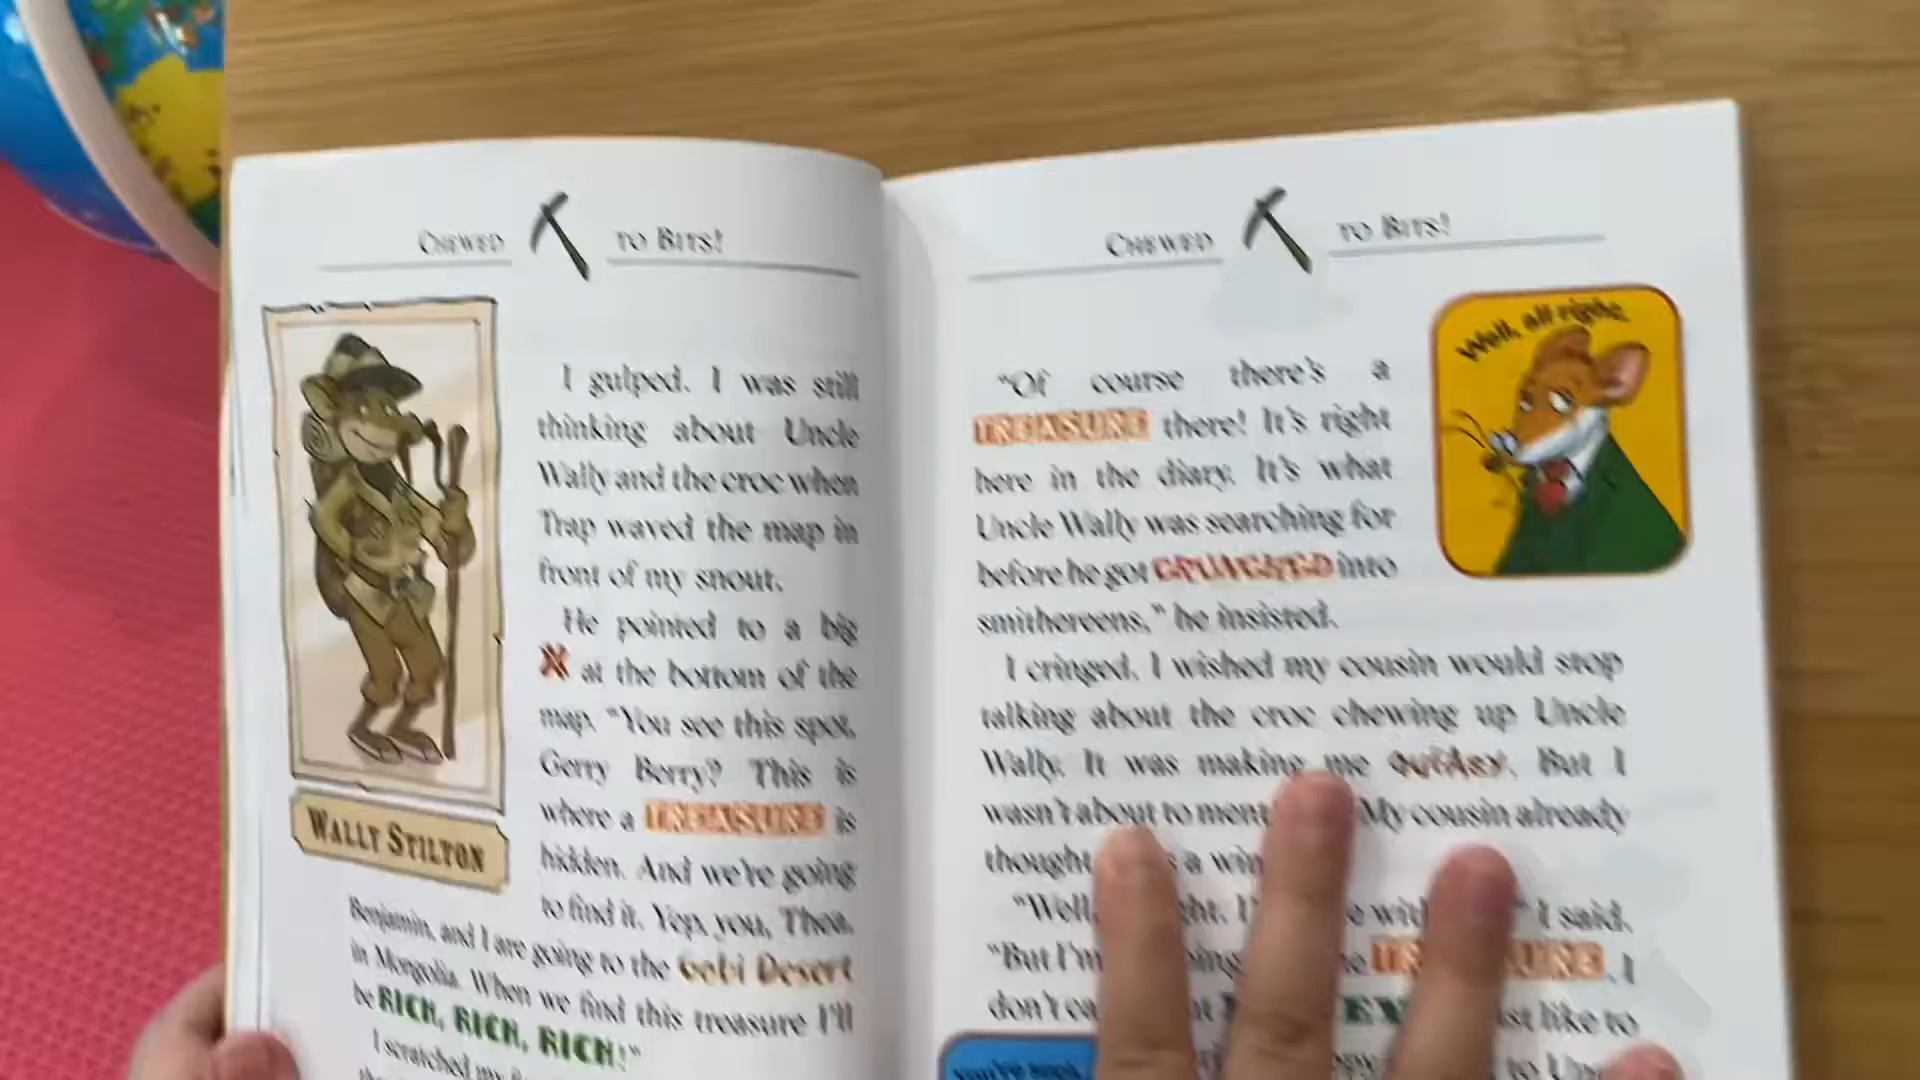 CHEWED TO BITS!
WALLY STILTON
I gulped. I was still
thinking about Uncle
Wally and the croc when
Trap waved the map in
front of my snout.
He pointed to a big
X at the bottom of the
map. "You see this spot,
Gerry Berry? This is
where a TREASURE is
hidden. And we're going
to find it. Yep, you, Thea,
Benjamin, and I are going to the Gobi Desert
in Mongolia. When we find this treasure I'll
be RICH, RICH, RICH!"
I scratched my
CHEWED TO BITS!
Well, all right.
"Of course there's a
TREASURE there! It's right
here in the diary. It's what
Uncle Wally was searching for
before he got CRUNCHED into
smithereens," he insisted.
I cringed. I wished my cousin would stop
talking about the croc chewing up Uncle
Wally. It was making me QUEASY. But I
wasn't about to My cousin already
thought a
"Well, I said.
"But I'm TREASURE. I
don't like to
to